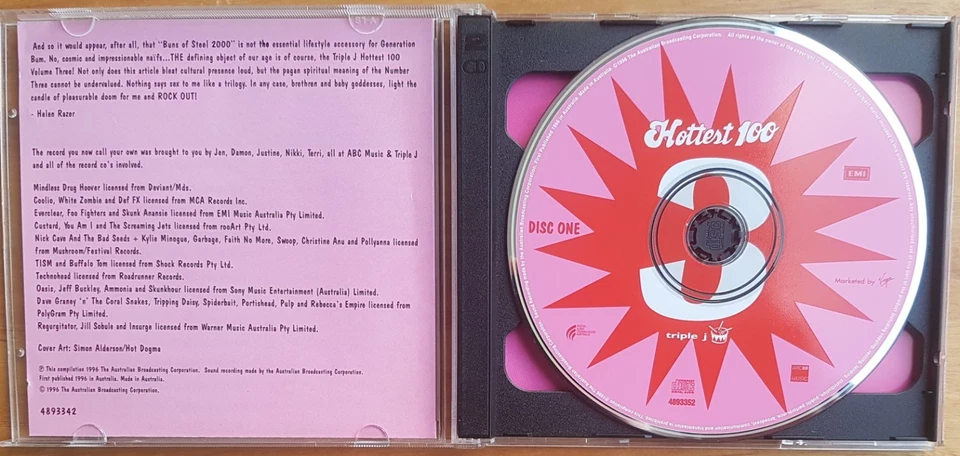 And so it would appear, after all, that "Buns of Steel 2000" is not the essential lifestyle accessory for Generation
Bum. No, cosmic and impressionable naifs...THE defining object of our age is of course, the Triple J Hottest 100
Volume Three! Not only does this article bleat cultural presence loud, but the pagan spiritual meaning of the Number
Three cannot be undervalued. Nothing says sex to me like a trilogy. In any case, brethren and baby goddesses, light the
candle of pleasurable doom for me and ROCK OUT!
- Helen Razer
The record you now call your own was brought to you by Jen, Damon, Justine, Nikki, Terri, all at ABC Music & Triple J
and all of the record co's involved.
Mindless Drug Hoover licensed from Deviant/Mds.
Coolio, White Zombie and Def FX licensed from MCA Records Inc.
Everclear, Foo Fighters and Skunk Anansie licensed from EMI Music Australia Pty Limited.
Custard, You Am I and The Screaming Jets licensed from rooArt Pty Ltd.
Nick Cave And The Bad Seeds + Kylie Minogue, Garbage, Faith No More, Swoop, Christine Anu and Pollyanna licensed
from Mushroom/Festival Records.
TISM and Buffalo Tom licensed from Shock Records Pty Ltd.
Technohead licensed from Roadrunner Records.
Oasis, Jeff Buckley, Ammonia and Skunkhour licensed from Sony Music Entertainment (Australia) Limited.
Dave Graney 'n' The Coral Snakes, Tripping Daisy, Spiderbait, Portishead, Pulp and Rebecca's Empire licensed from
PolyGram Pty Limited.
Regurgitator, Jill Sobule and Insurge licensed from Warner Music Australia Pty Limited.
Cover Art: Simon Alderson/Hot Dogma
℗ This compilation 1996 The Australian Broadcasting Corporation. Sound recording made by the Australian Broadcasting Corporation.
First published 1996 in Australia. Made in Australia.
© 1996 The Australian Broadcasting Corporation.
4893342
CD
Hottest 100
3
EMI
DISC ONE
Marketed by Virgin
triple j
4893352